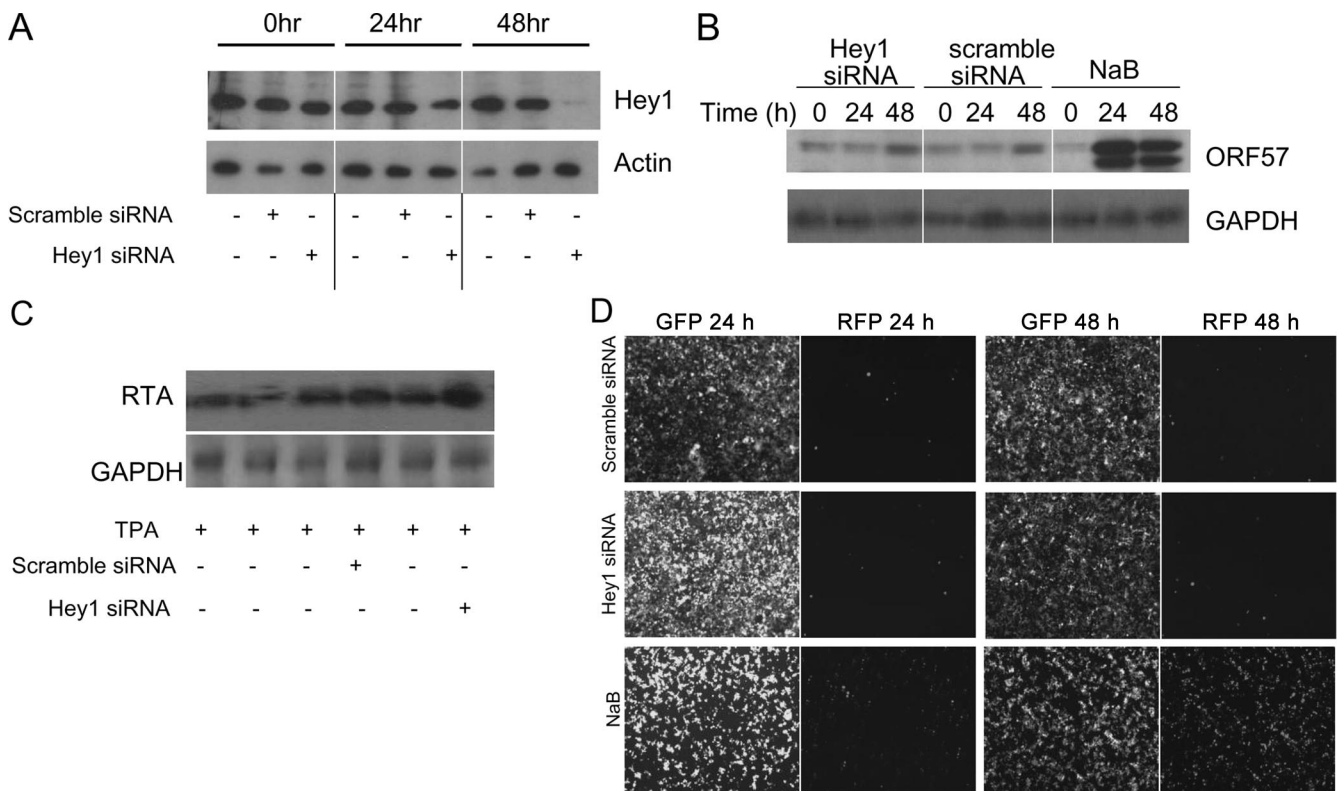 A
0hr 24hr 48hr
Hey1
Actin
Scramble siRNA - + - - + - - + -
Hey1 siRNA - - + - - + - - +
B
Hey1 siRNA
scramble siRNA
NaB
Time (h) 0 24 48 0 24 48 0 24 48
ORF57
GAPDH
C
RTA
GAPDH
TPA + + + + + +
Scramble siRNA - - - + - -
Hey1 siRNA - - - - - +
D
GFP 24 h RFP 24 h GFP 48 h RFP 48 h
Scramble siRNA
Hey1 siRNA
NaB